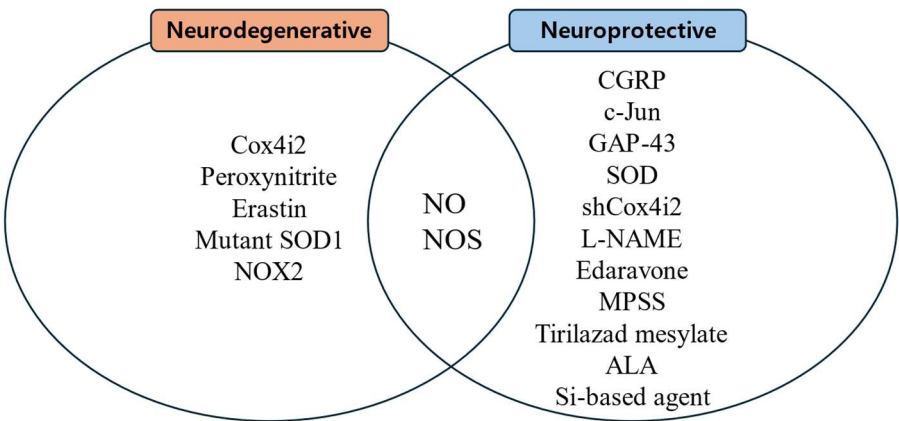 Neurodegenerative
Neuroprotective
Cox4i2
Peroxynitrite
Erastin
Mutant SOD1
NOX2
NO
NOS
CGRP
c-Jun
GAP-43
SOD
shCox4i2
L-NAME
Edaravone
MPSS
Tirilazad mesylate
ALA
Si-based agent